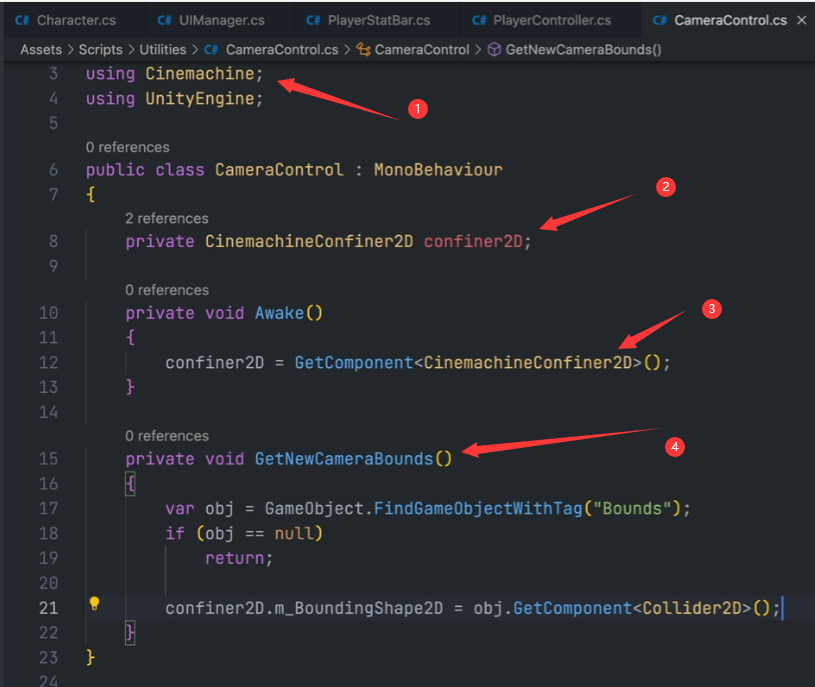 C# Character.cs C# UIManager.cs C# PlayerStatBar.cs C# PlayerController.cs C# CameraControl.cs ×
Assets > Scripts > Utilities > C# CameraControl.cs > CameraControl > GetNewCameraBounds()
3 using Cinemachine;
1
4 using UnityEngine;
5
0 references
6 public class CameraControl : MonoBehaviour
2
7 {
2 references
8 private CinemachineConfiner2D confiner2D;
9
0 references
10 private void Awake()
3
11 {
12 confiner2D = GetComponent<CinemachineConfiner2D>();
13 }
14
0 references
15 private void GetNewCameraBounds()
4
16 {
17 var obj = GameObject.FindGameObjectWithTag("Bounds");
18 if (obj == null)
19 return;
20
21 confiner2D.m_BoundingShape2D = obj.GetComponent<Collider2D>();
22 }
23 }
24